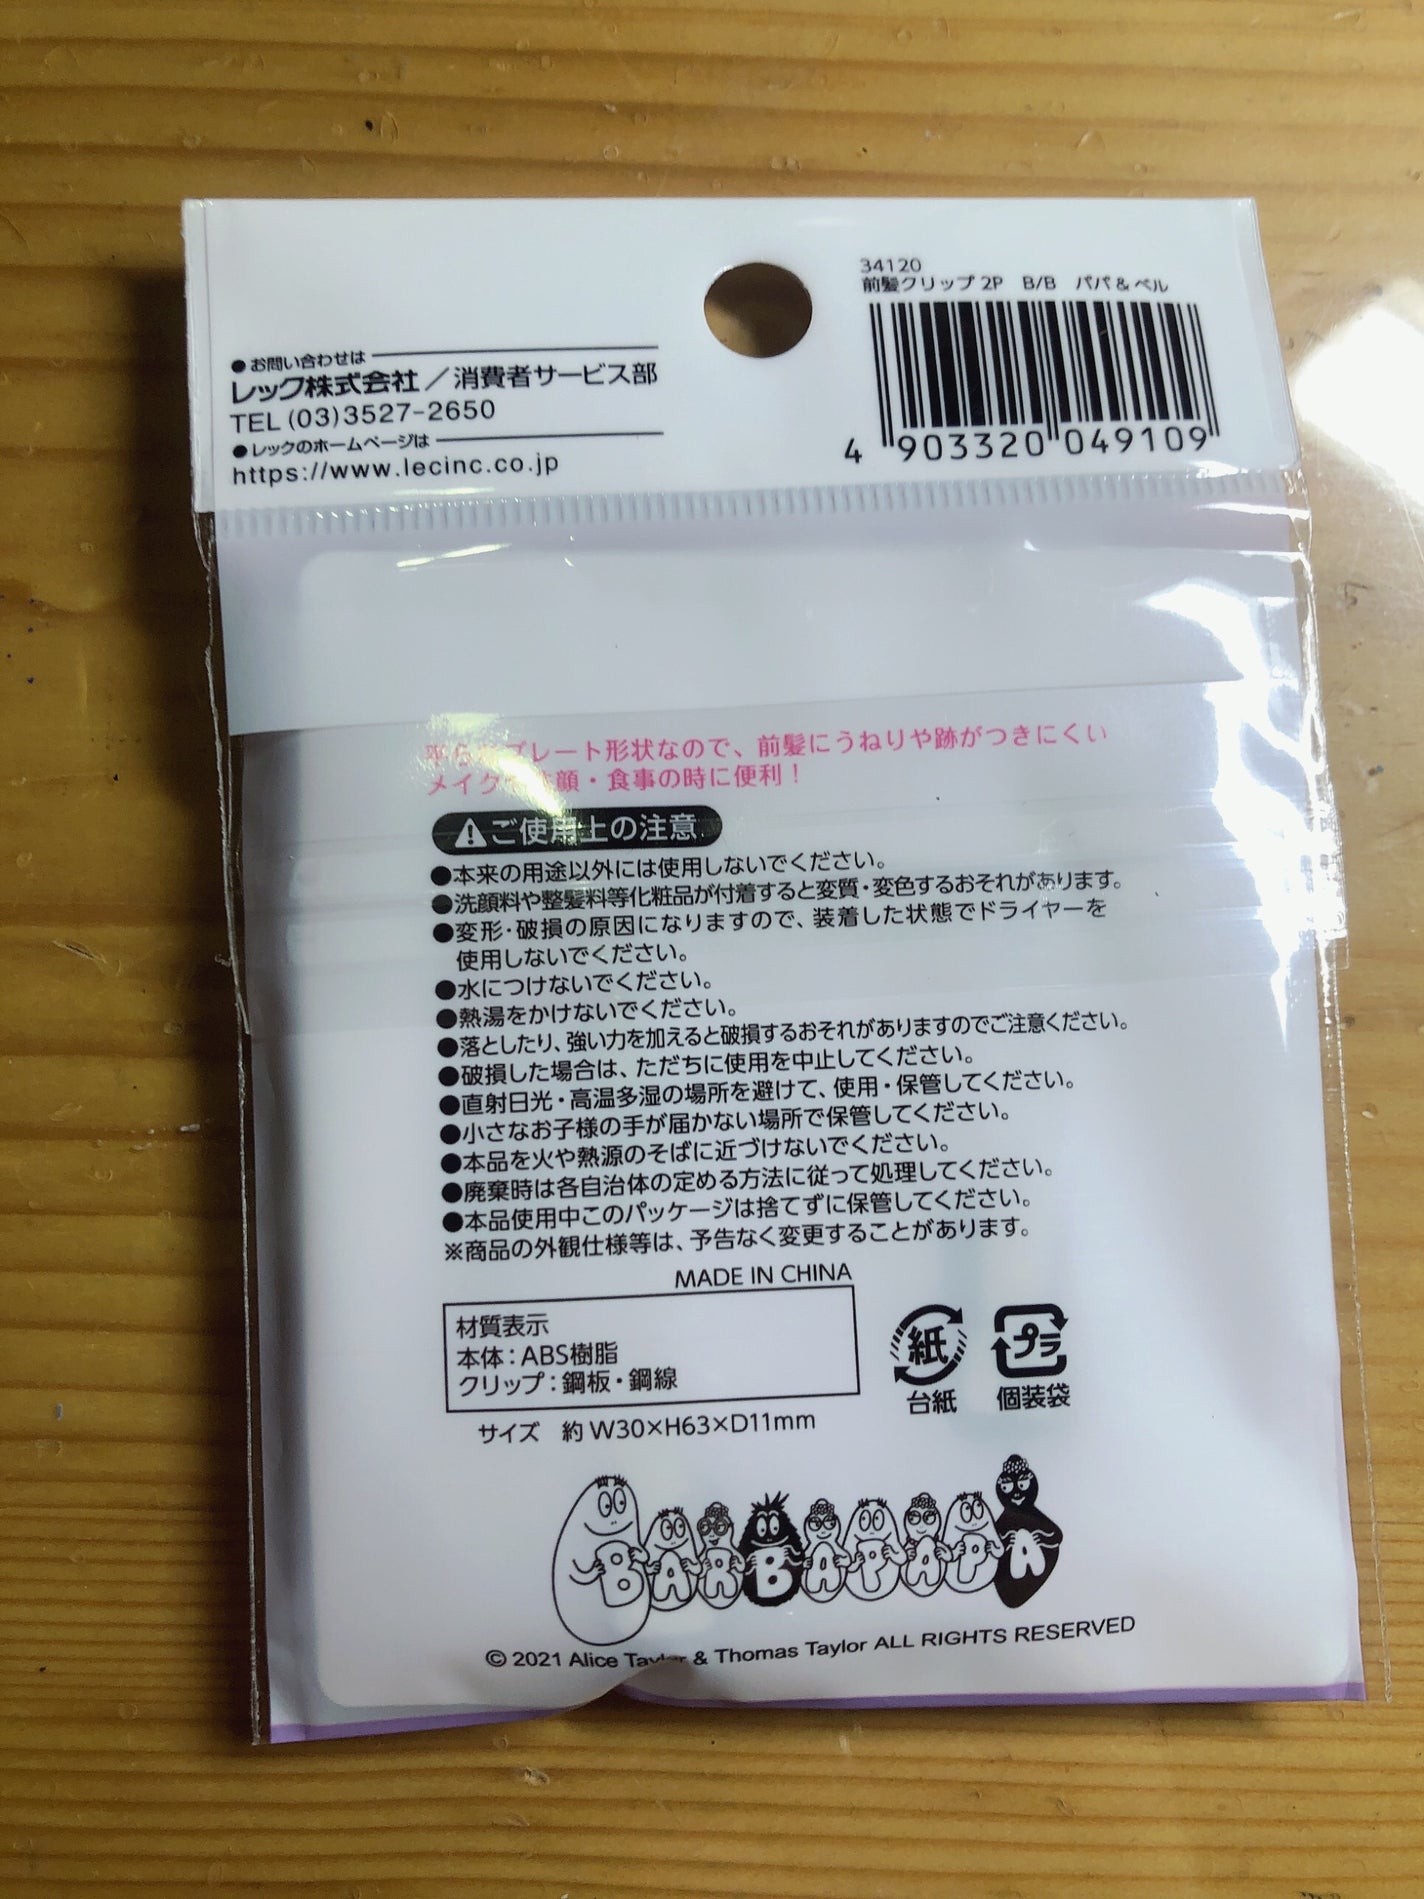 34120
前髪クリップ 2P B/B パパ&ベル
4 903320 049109
●お問い合わせは
レック株式会社／消費者サービス部
TEL (03)3527-2650
●レックのホームページは
https://www.lecinc.co.jp
プレート形状なので、前髪にうねりや跡がつきにくい
メイク 洗顔・食事の時に便利！
ご使用上の注意
●本来の用途以外には使用しないでください。
●洗顔料や整髪料等化粧品が付着すると変質・変色するおそれがあります。
●変形・破損の原因になりますので、装着した状態でドライヤーを
使用しないでください。
●水につけないでください。
●熱湯をかけないでください。
●落としたり、強い力を加えると破損するおそれがありますのでご注意ください。
●破損した場合は、ただちに使用を中止してください。
●直射日光・高温多湿の場所を避けて、使用・保管してください。
●小さなお子様の手が届かない場所で保管してください。
●本品を火や熱源のそばに近づけないでください。
●廃棄時は各自治体の定める方法に従って処理してください。
●本品使用中このパッケージは捨てずに保管してください。
※商品の外観仕様等は、予告なく変更することがあります。
MADE IN CHINA
材質表示
本体：ABS樹脂
クリップ：鋼板・鋼線
紙
台紙
プラ
個装袋
サイズ 約 W30×H63×D11mm
BARBAPAPA
© 2021 Alice Taylor & Thomas Taylor ALL RIGHTS RESERVED